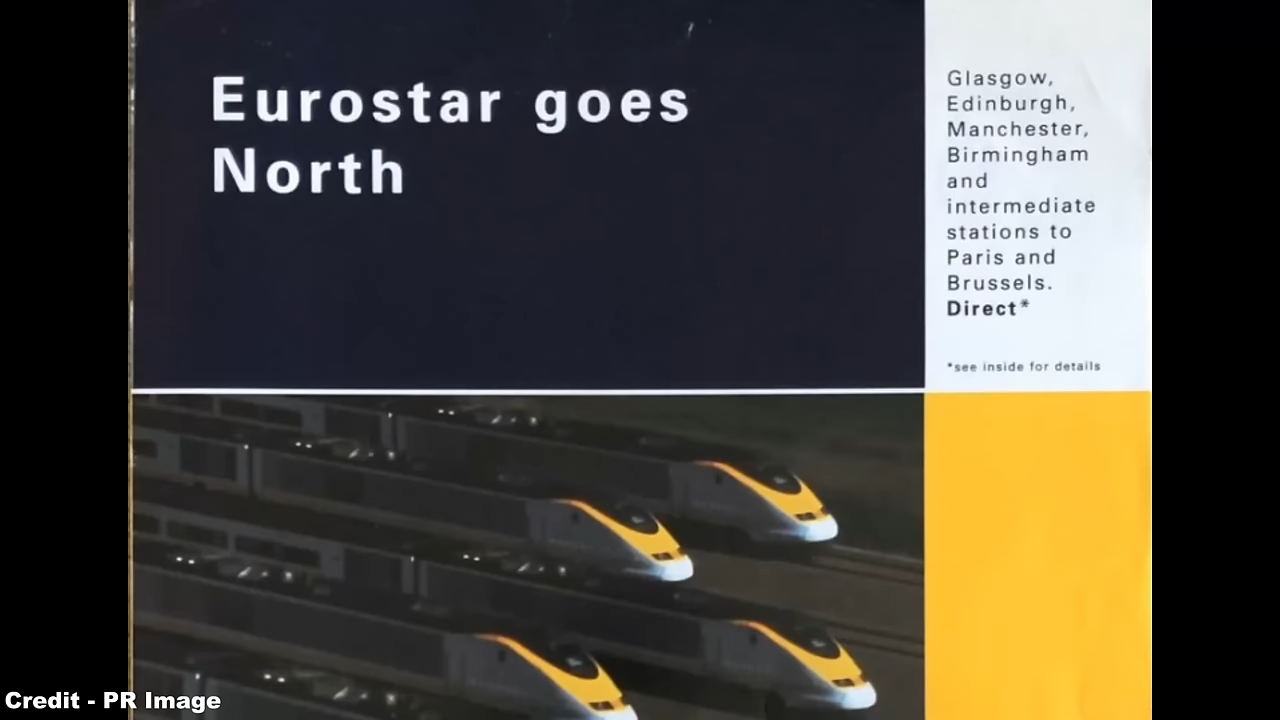 Eurostar goes
North
Glasgow,
Edinburgh,
Manchester,
Birmingham
and
intermediate
stations to
Paris and
Brussels.
Direct*
*see inside for details
Credit - PR Image